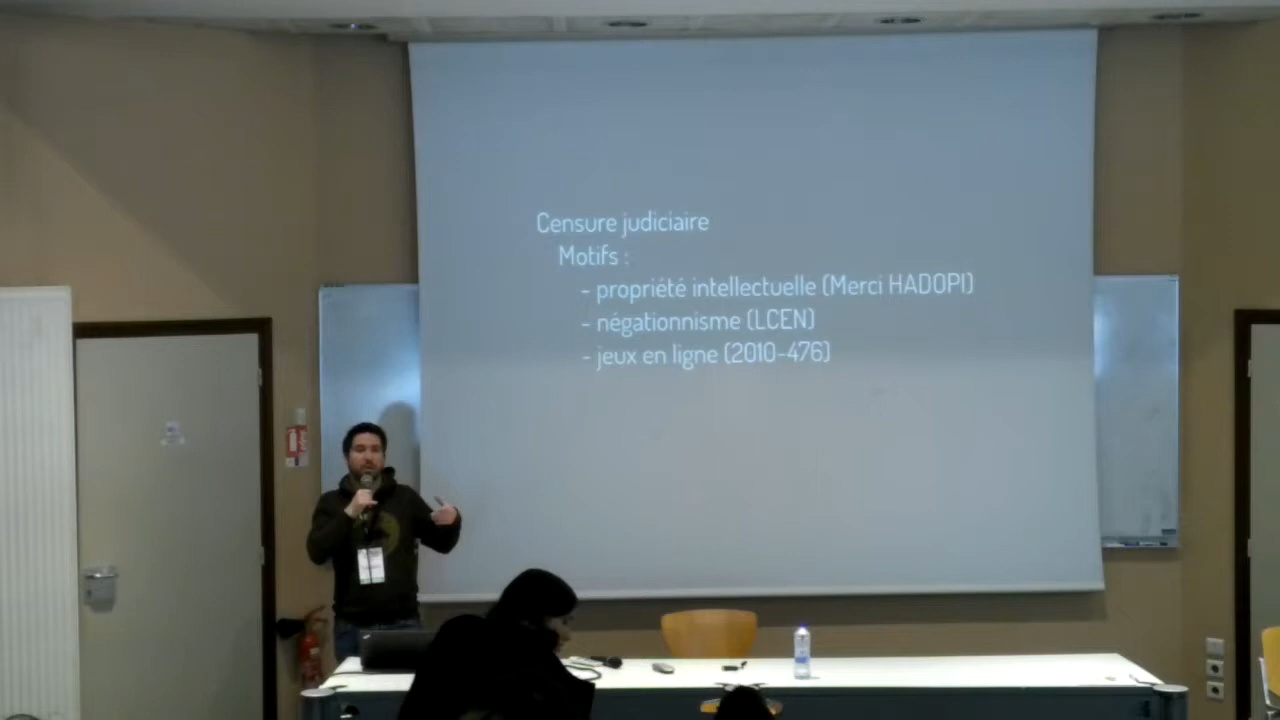 Censure judiciaire
Motifs :
- propriété intellectuelle (Merci HADOPI)
- négationnisme (LCEN)
- jeux en ligne (2010-476)